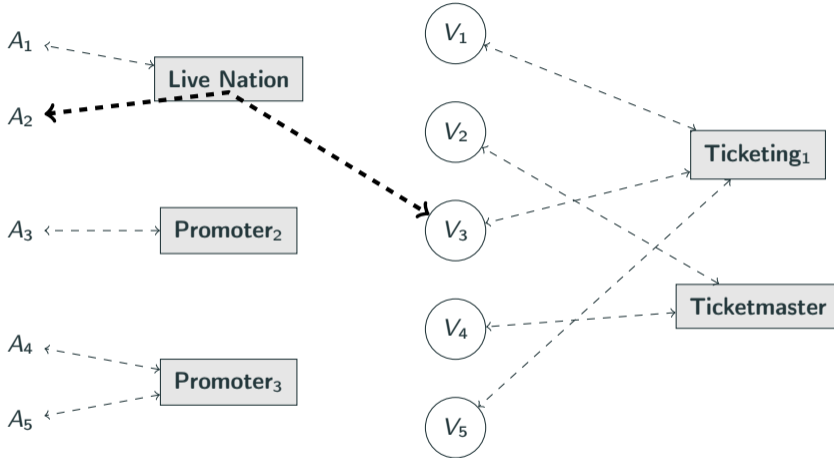 A₁
Live Nation
A₂
A₃
Promoter₂
A₄
Promoter₃
A₅
V₁
V₂
V₃
V₄
V₅
Ticketing₁
Ticketmaster